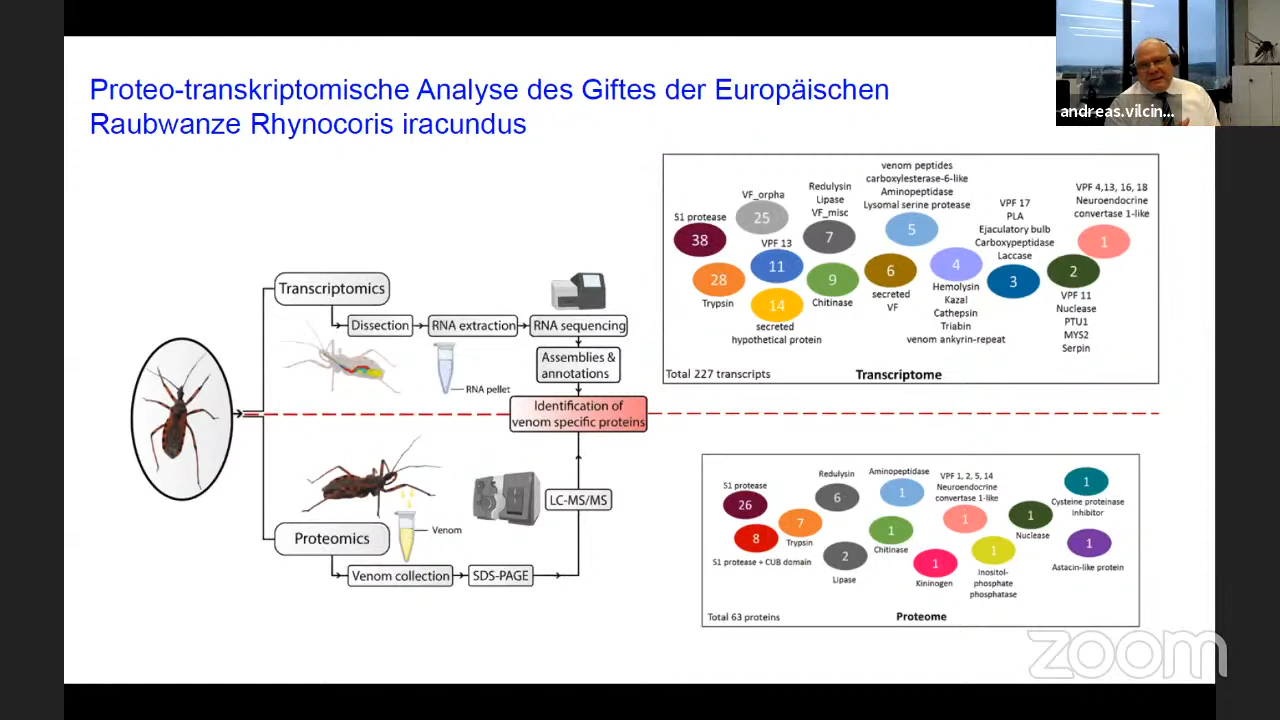 Proteo-transkriptomische Analyse des Giftes der Europäischen
Raubwanze Rhynocoris iracundus
andreas.vilcin...
Transcriptomics
Dissection
RNA extraction
RNA sequencing
RNA pellet
Assemblies &
annotations
Identification of
venom specific proteins
LC-MS/MS
Venom
Proteomics
Venom collection
SDS-PAGE
S1 protease
38
VF_orpha
25
Trypsin
28
VPF 13
11
14
secreted
hypothetical protein
Redulysin
Lipase
VF_misc
7
9
Chitinase
venom peptides
carboxylesterase-6-like
Aminopeptidase
Lysomal serine protease
5
6
secreted
VF
4
Hemolysin
Kazal
Cathepsin
Triabin
venom ankyrin-repeat
VPF 17
PLA
Ejaculatory bulb
Carboxypeptidase
Laccase
3
VPF 4,13, 16, 18
Neuroendocrine
convertase 1-like
1
2
VPF 11
Nuclease
PTU1
MYS2
Serpin
Total 227 transcripts
Transcriptome
S1 protease
26
8
S1 protease + CUB domain
7
Trypsin
Redulysin
6
2
Lipase
Aminopeptidase
1
1
Chitinase
1
Kininogen
VPF 1, 2, 5, 14
Neuroendocrine
convertase 1-like
1
1
Inositol-
phosphate
phosphatase
1
Nuclease
1
Cysteine proteinase
inhibitor
1
Astacin-like protein
Total 63 proteins
Proteome
zoom